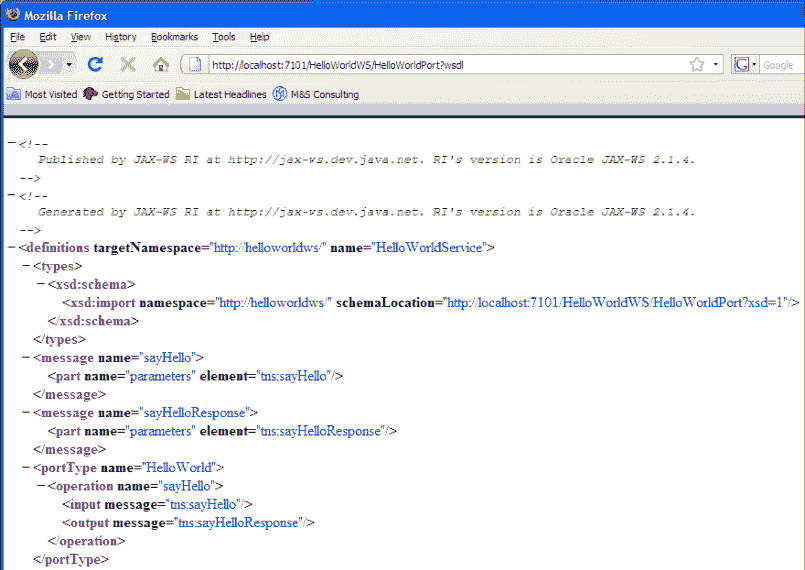 Mozilla Firefox
File Edit View History Bookmarks Tools Help
http://localhost:7101/HelloWorldWS/HelloWorldPort?wsdl G Google
Most Visited Getting Started Latest Headlines M&S Consulting
− <!--
Published by JAX-WS RI at http://jax-ws.dev.java.net. RI's version is Oracle JAX-WS 2.1.4.
-->
− <!--
Generated by JAX-WS RI at http://jax-ws.dev.java.net. RI's version is Oracle JAX-WS 2.1.4.
-->
− <definitions targetNamespace="http://helloworldws/" name="HelloWorldService">
− <types>
− <xsd:schema>
<xsd:import namespace="http://helloworldws/" schemaLocation="http://localhost:7101/HelloWorldWS/HelloWorldPort?xsd=1"/>
</xsd:schema>
</types>
− <message name="sayHello">
<part name="parameters" element="tns:sayHello"/>
</message>
− <message name="sayHelloResponse">
<part name="parameters" element="tns:sayHelloResponse"/>
</message>
− <portType name="HelloWorld">
− <operation name="sayHello">
<input message="tns:sayHello"/>
<output message="tns:sayHelloResponse"/>
</operation>
</portType>